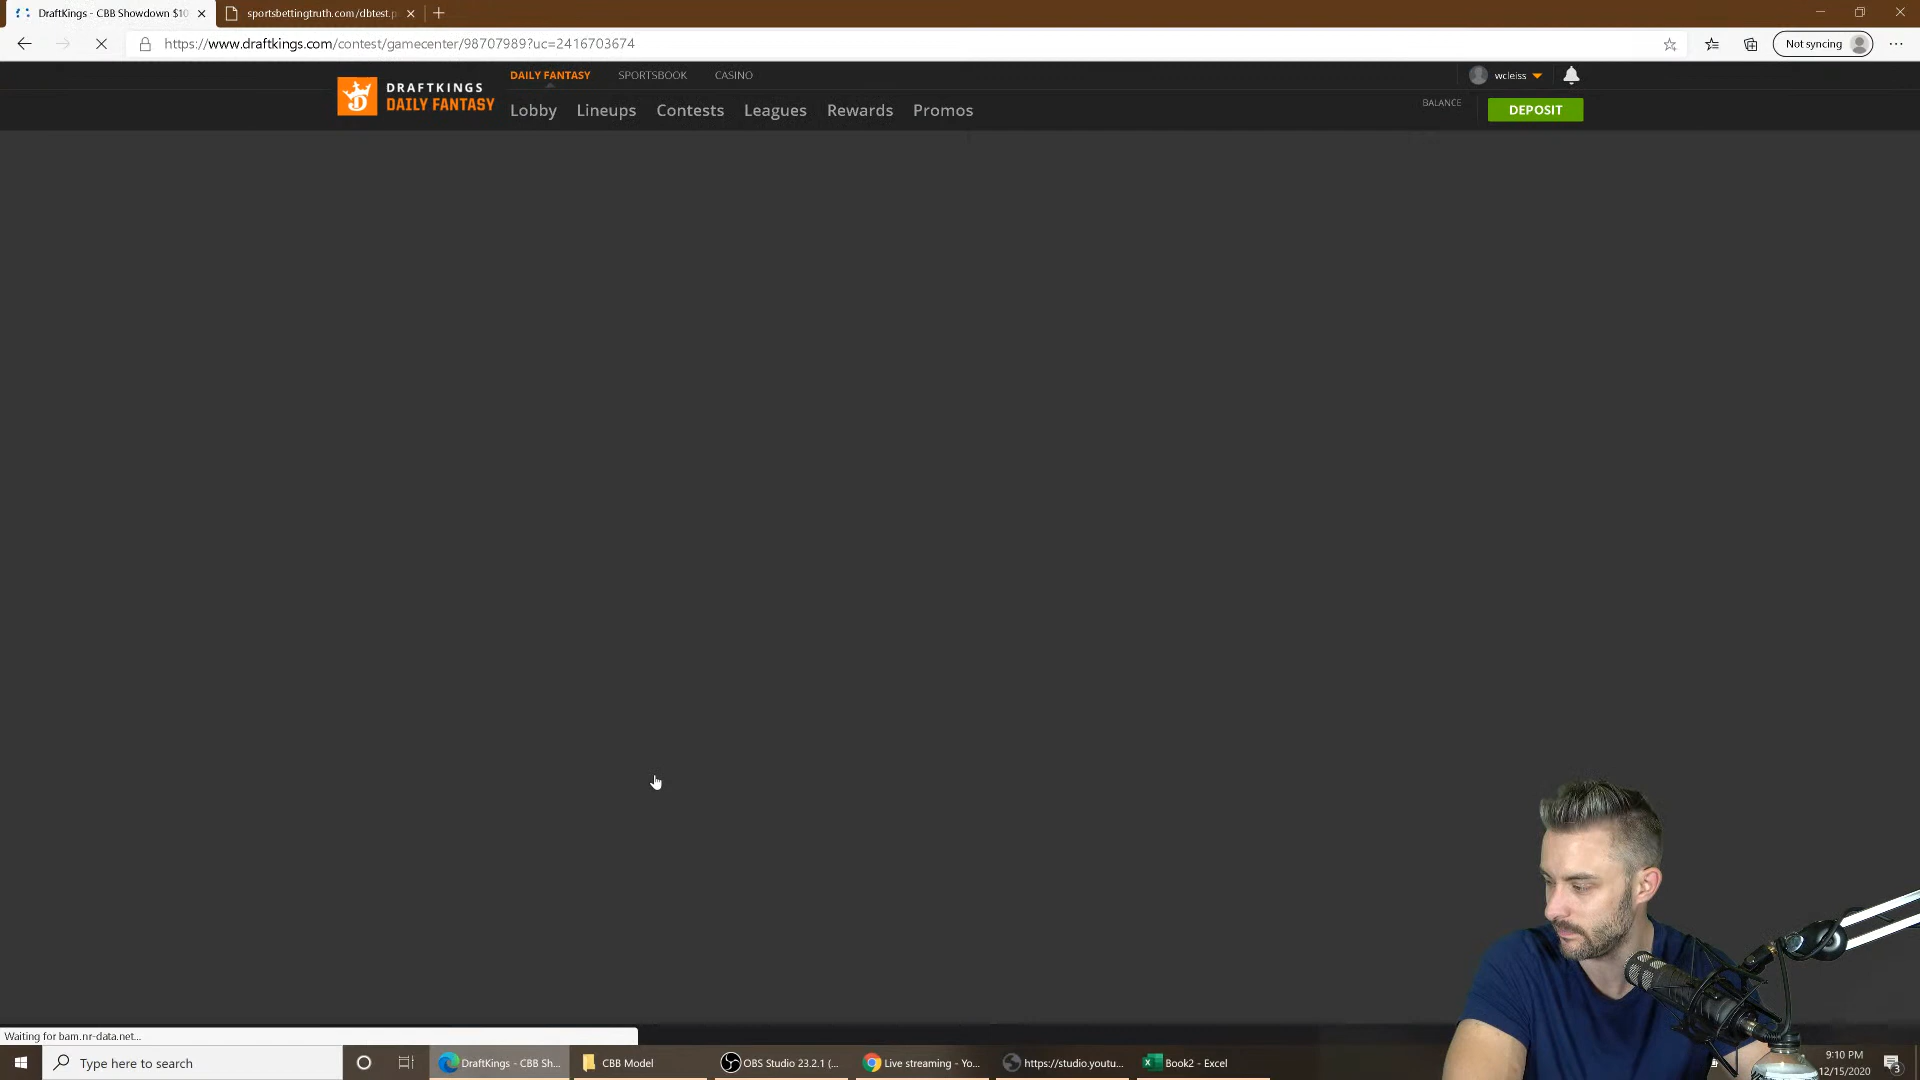 DraftKings - CBB Showdown $10
sportsbettingtruth.com/dbtest.p
https://www.draftkings.com/contest/gamecenter/98707989?uc=2416703674
Not syncing
DRAFTKINGS
DAILY FANTASY
DAILY FANTASY SPORTSBOOK CASINO
Lobby Lineups Contests Leagues Rewards Promos
wcleiss
BALANCE
DEPOSIT
Waiting for bam.nr-data.net...
Type here to search
DraftKings - CBB Sh...
CBB Model
OBS Studio 23.2.1 (...
Live streaming - Yo...
https://studio.youtu...
Book2 - Excel
9:10 PM
12/15/2020
3